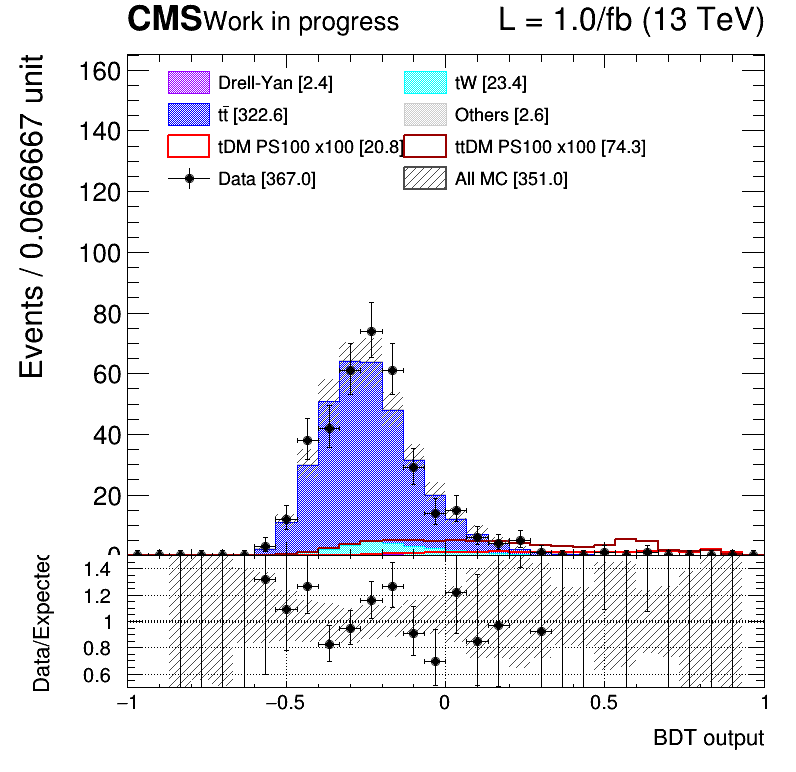 CMS Work in progress L = 1.0/fb (13 TeV)
Events / 0.0666667 unit
160
140
120
100
80
60
40
20
0
Drell-Yan [2.4] tW [23.4]
tt̄ [322.6] Others [2.6]
tDM PS100 x100 [20.8] ttDM PS100 x100 [74.3]
Data [367.0] All MC [351.0]
Data/Expected
1.4
1.2
1
0.8
0.6
−1 −0.5 0 0.5 1
BDT output